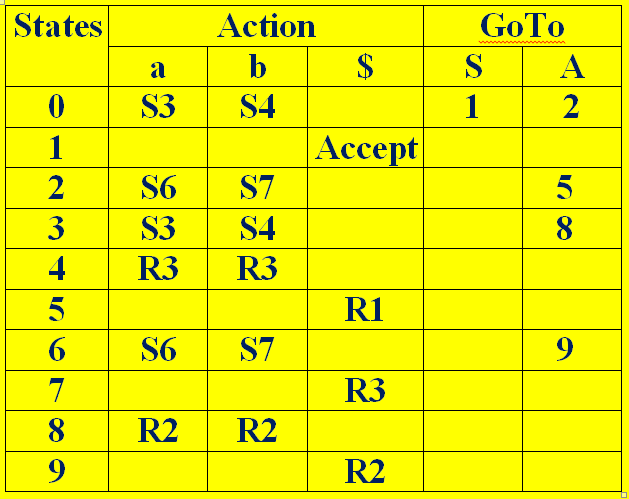 States Action GoTo
a b $ S A
0 S3 S4 1 2
1 Accept
2 S6 S7 5
3 S3 S4 8
4 R3 R3
5 R1
6 S6 S7 9
7 R3
8 R2 R2
9 R2